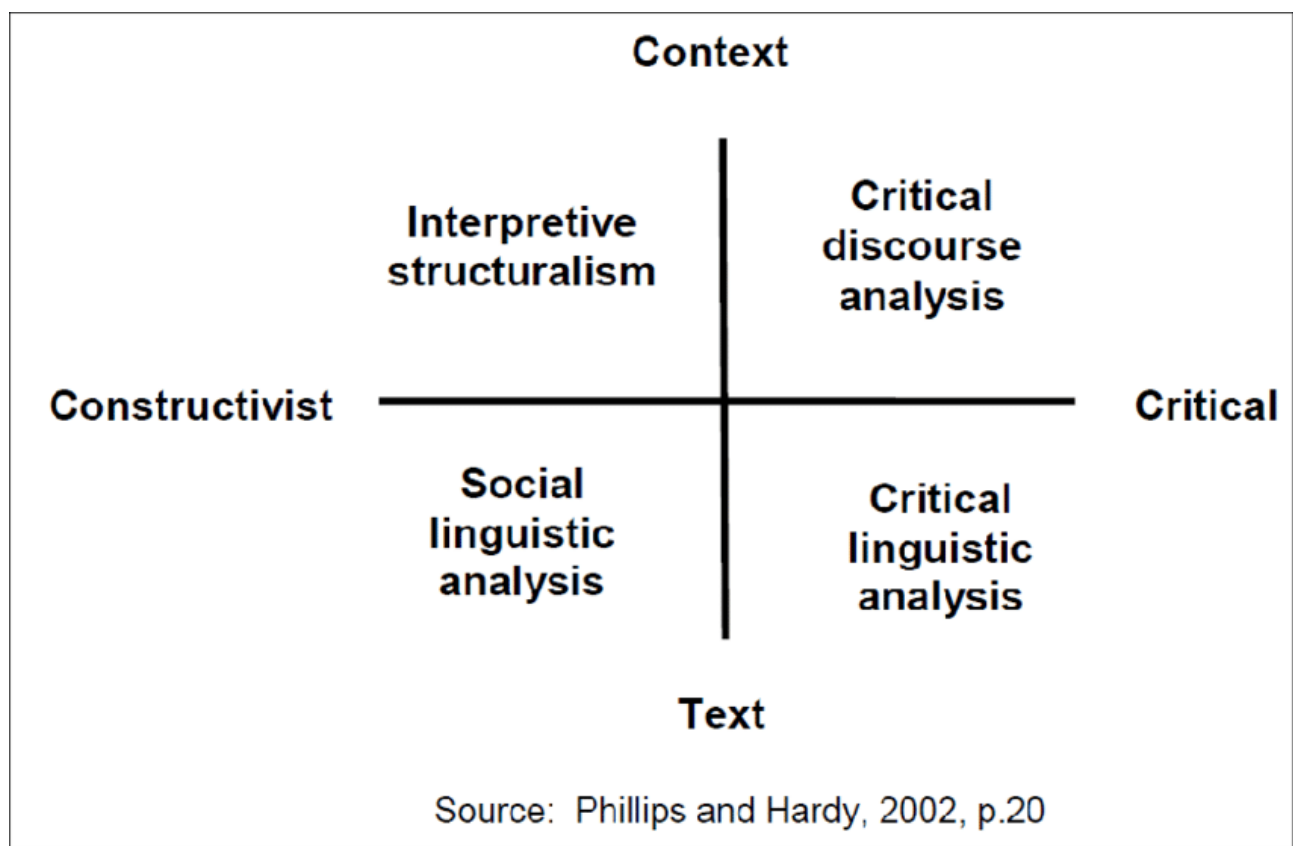 Context
Interpretive
structuralism
Critical
discourse
analysis
Constructivist
Critical
Social
linguistic
analysis
Critical
linguistic
analysis
Text
Source: Phillips and Hardy, 2002, p.20